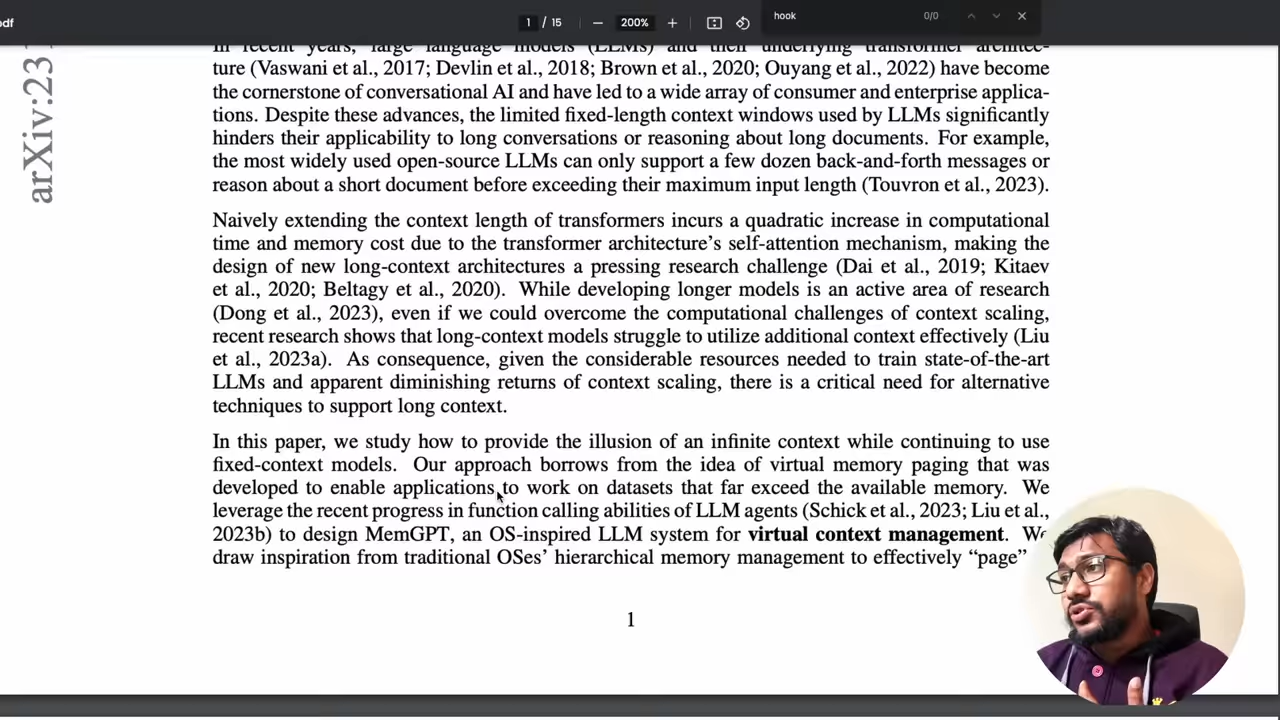 odf
1 / 15
200%
hook
0/0
arXiv:23
In recent years, large language models (LLMs) and their underlying transformer architec-
ture (Vaswani et al., 2017; Devlin et al., 2018; Brown et al., 2020; Ouyang et al., 2022) have become
the cornerstone of conversational AI and have led to a wide array of consumer and enterprise applica-
tions. Despite these advances, the limited fixed-length context windows used by LLMs significantly
hinders their applicability to long conversations or reasoning about long documents. For example,
the most widely used open-source LLMs can only support a few dozen back-and-forth messages or
reason about a short document before exceeding their maximum input length (Touvron et al., 2023).
Naively extending the context length of transformers incurs a quadratic increase in computational
time and memory cost due to the transformer architecture's self-attention mechanism, making the
design of new long-context architectures a pressing research challenge (Dai et al., 2019; Kitaev
et al., 2020; Beltagy et al., 2020). While developing longer models is an active area of research
(Dong et al., 2023), even if we could overcome the computational challenges of context scaling,
recent research shows that long-context models struggle to utilize additional context effectively (Liu
et al., 2023a). As consequence, given the considerable resources needed to train state-of-the-art
LLMs and apparent diminishing returns of context scaling, there is a critical need for alternative
techniques to support long context.
In this paper, we study how to provide the illusion of an infinite context while continuing to use
fixed-context models. Our approach borrows from the idea of virtual memory paging that was
developed to enable applications to work on datasets that far exceed the available memory. We
leverage the recent progress in function calling abilities of LLM agents (Schick et al., 2023; Liu et al.,
2023b) to design MemGPT, an OS-inspired LLM system for virtual context management. We
draw inspiration from traditional OSes' hierarchical memory management to effectively “page”
1